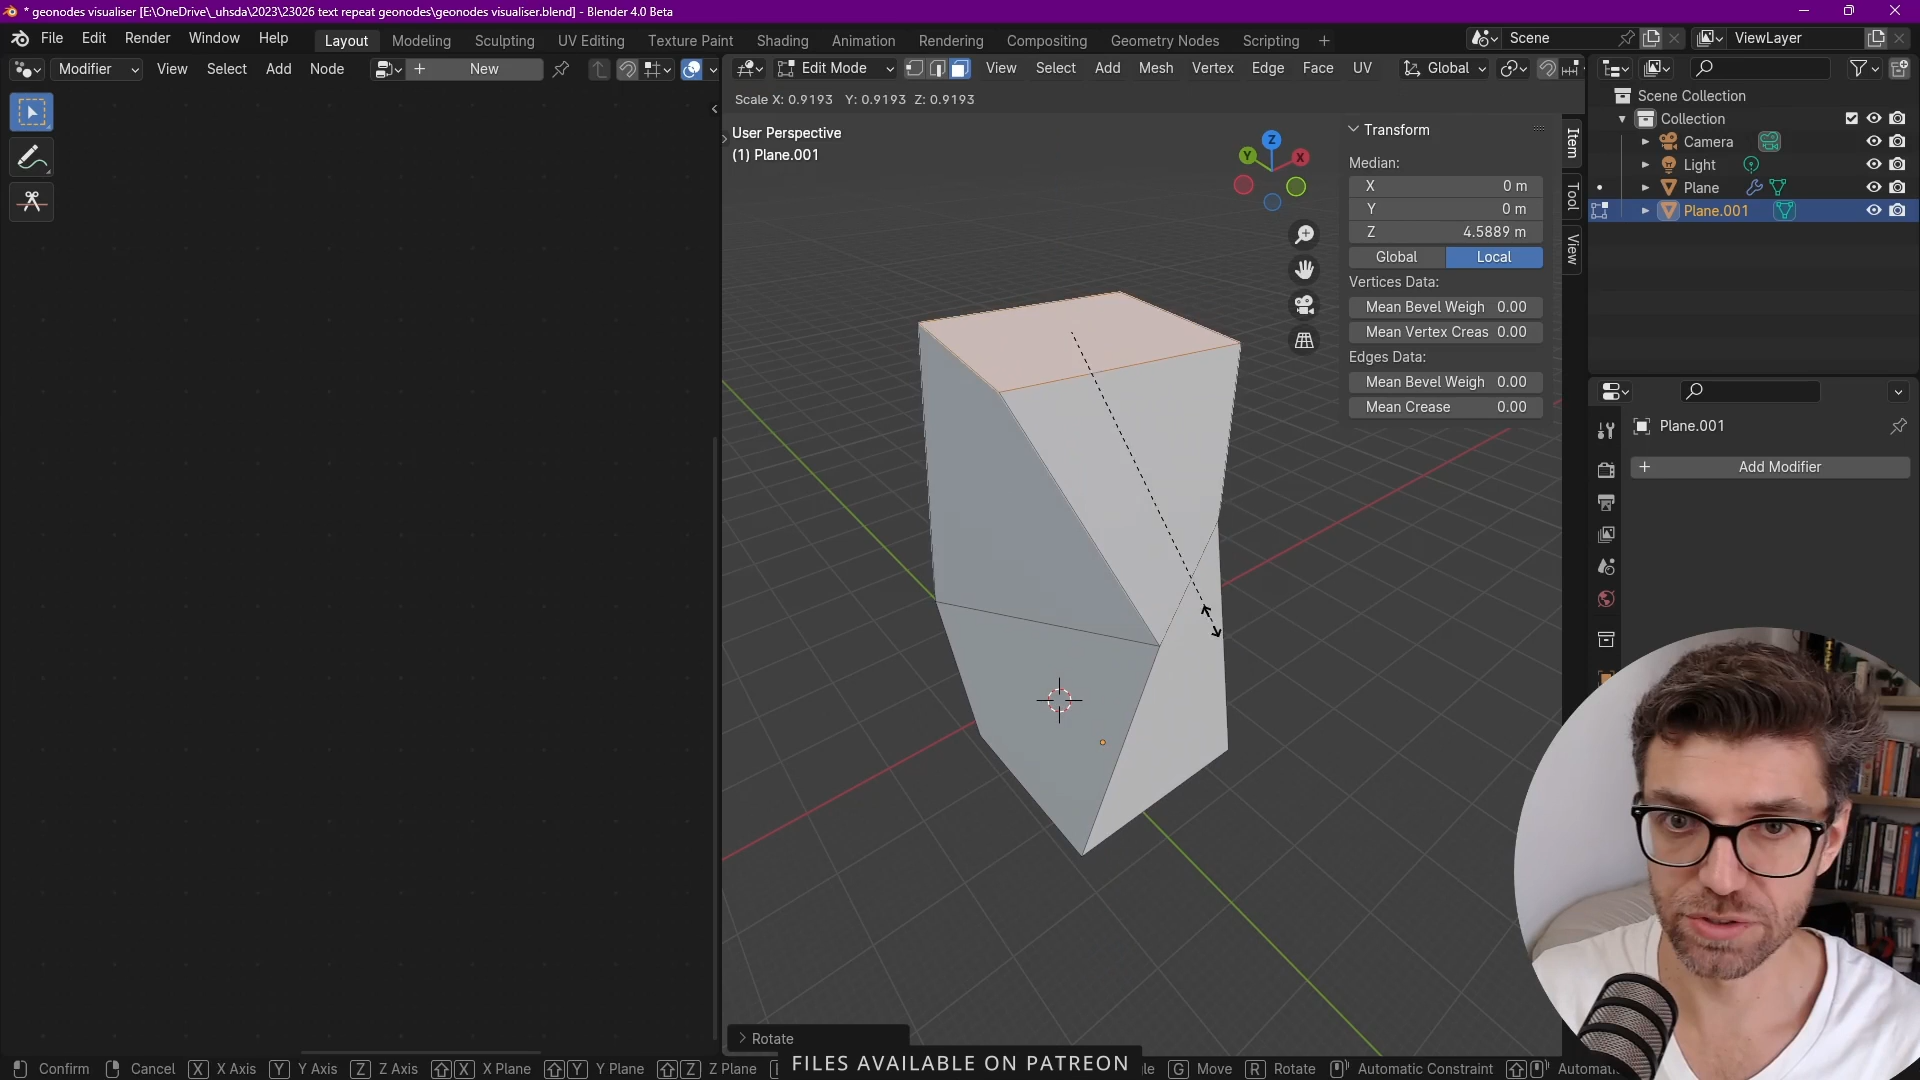 * geonodes visualiser [E:\OneDrive\_uhsda\2023\23026 text repeat geonodes\geonodes visualiser.blend] - Blender 4.0 Beta
File Edit Render Window Help Layout Modeling Sculpting UV Editing Texture Paint Shading Animation Rendering Compositing Geometry Nodes Scripting + Scene ViewLayer
Modifier View Select Add Node + New Edit Mode View Select Add Mesh Vertex Edge Face UV Global
Scale X: 0.9193 Y: 0.9193 Z: 0.9193
User Perspective
(1) Plane.001
Z
Y
X
Transform
Median:
X 0 m
Y 0 m
Z 4.5889 m
Global Local
Vertices Data:
Mean Bevel Weigh 0.00
Mean Vertex Creas 0.00
Edges Data:
Mean Bevel Weigh 0.00
Mean Crease 0.00
Item
Tool
View
Scene Collection
Collection
Camera
Light
Plane
Plane.001
Plane.001
+ Add Modifier
Rotate
FILES AVAILABLE ON PATREON
Confirm Cancel X X Axis Y Y Axis Z Z Axis X X Plane Y Y Plane Z Z Plane G Move R Rotate Automatic Constraint